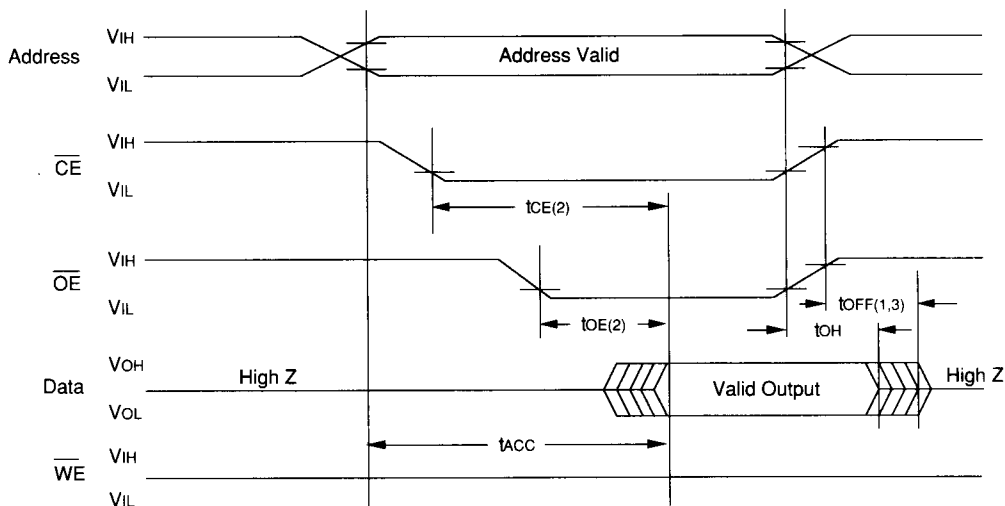 Address VIH Address Valid
VIL
CE VIH
VIL
tCE(2)
OE VIH
VIL
tOE(2)
tOFF(1,3)
tOH
Data VOH High Z Valid Output High Z
VOL
tACC
WE VIH
VIL